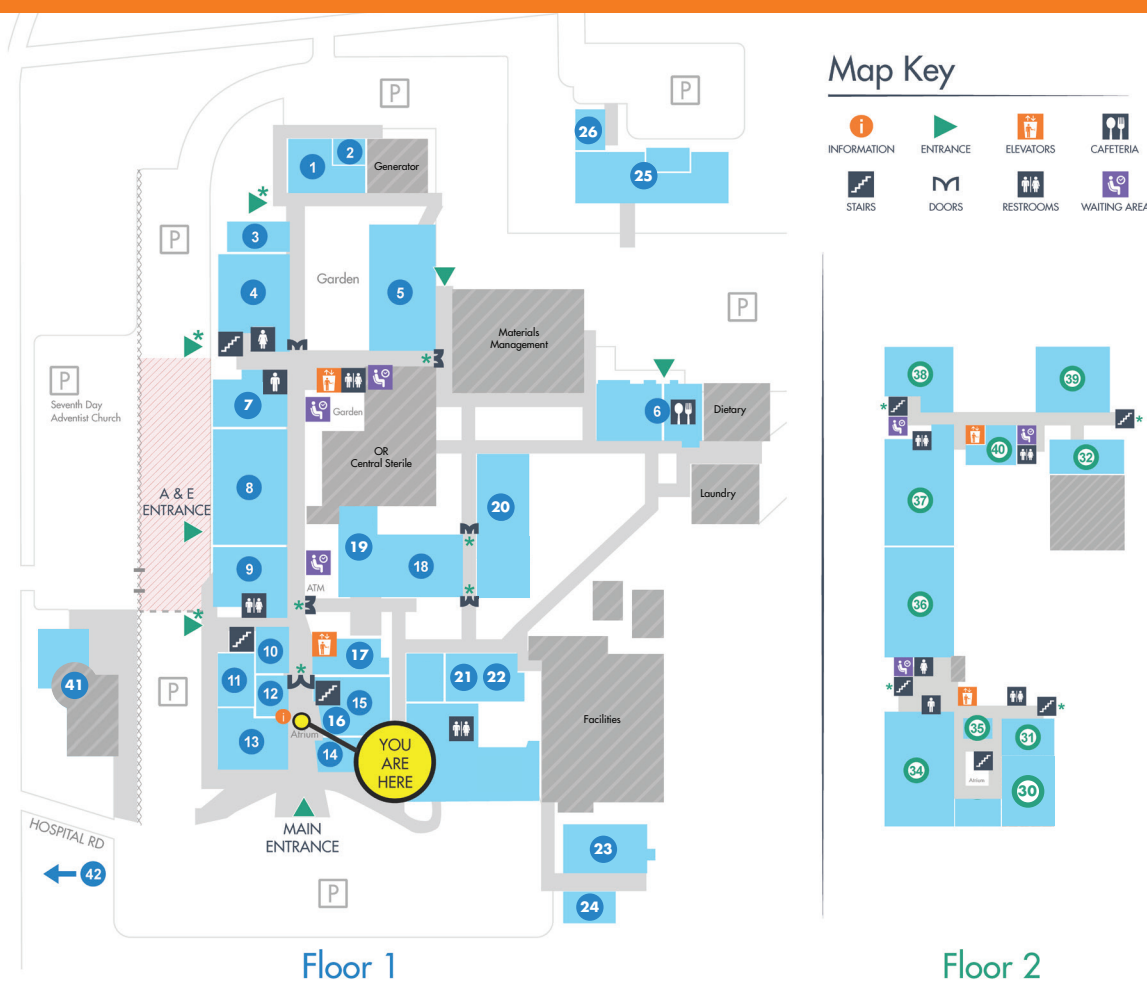 Map Key
i
INFORMATION
ENTRANCE
ELEVATORS
CAFETERIA
STAIRS
DOORS
RESTROOMS
WAITING AREA
P
P
26
25
1
2
Generator
*
P
3
4
Garden
5
*
P
Materials
Management
*
P
Seventh Day
Adventist Church
7
Garden
6
Dietary
OR
Central Sterile
8
A & E
ENTRANCE
20
Laundry
*
19
18
9
ATM
*
*
*
10
17
*
11
12
15
21
22
41
P
i
16
Atrium
13
14
YOU
ARE
HERE
Facilities
MAIN
ENTRANCE
HOSPITAL RD
42
P
23
24
Floor 1
38
39
*
*
40
32
37
36
*
*
35
31
34
Atrium
30
Floor 2